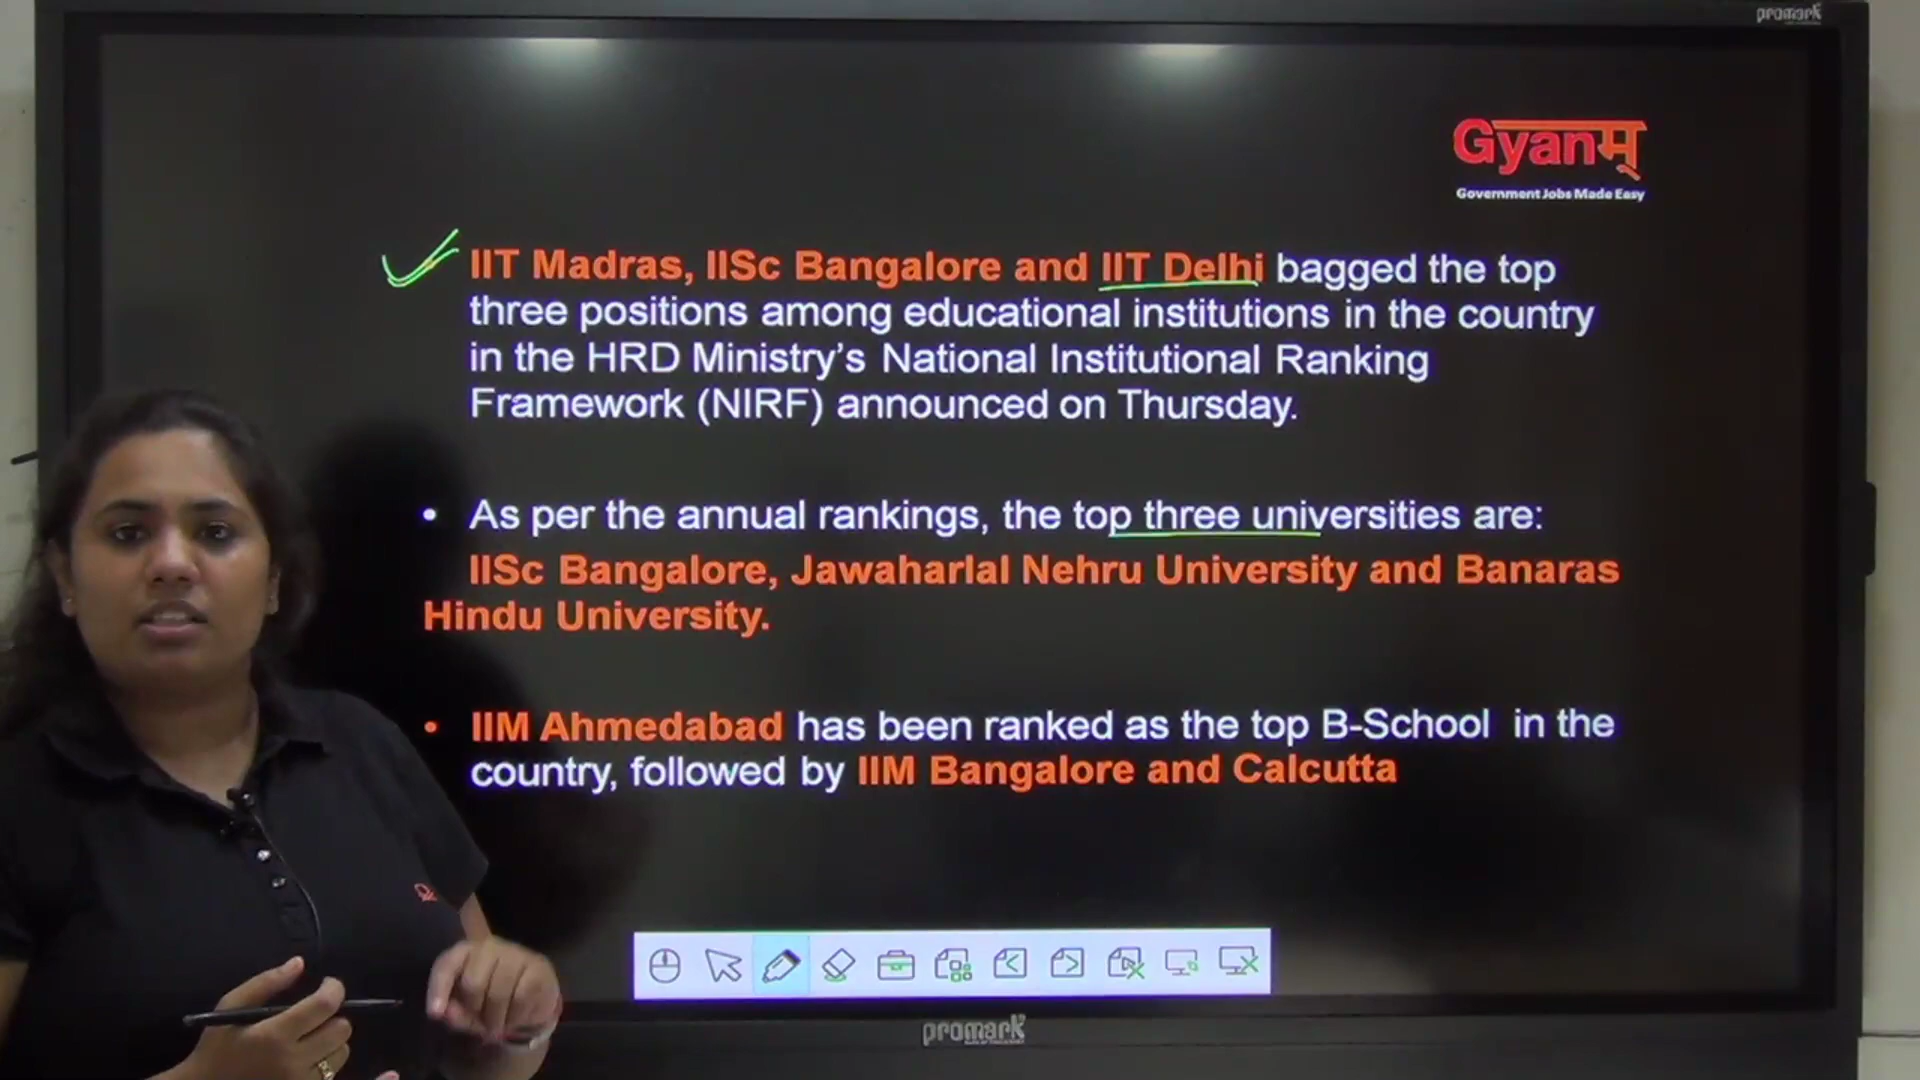 promark
Gyanम्
Government Jobs Made Easy
IIT Madras, IISc Bangalore and IIT Delhi bagged the top
three positions among educational institutions in the country
in the HRD Ministry’s National Institutional Ranking
Framework (NIRF) announced on Thursday.
• As per the annual rankings, the top three universities are:
IISc Bangalore, Jawaharlal Nehru University and Banaras
Hindu University.
• IIM Ahmedabad has been ranked as the top B-School in the
country, followed by IIM Bangalore and Calcutta
promark